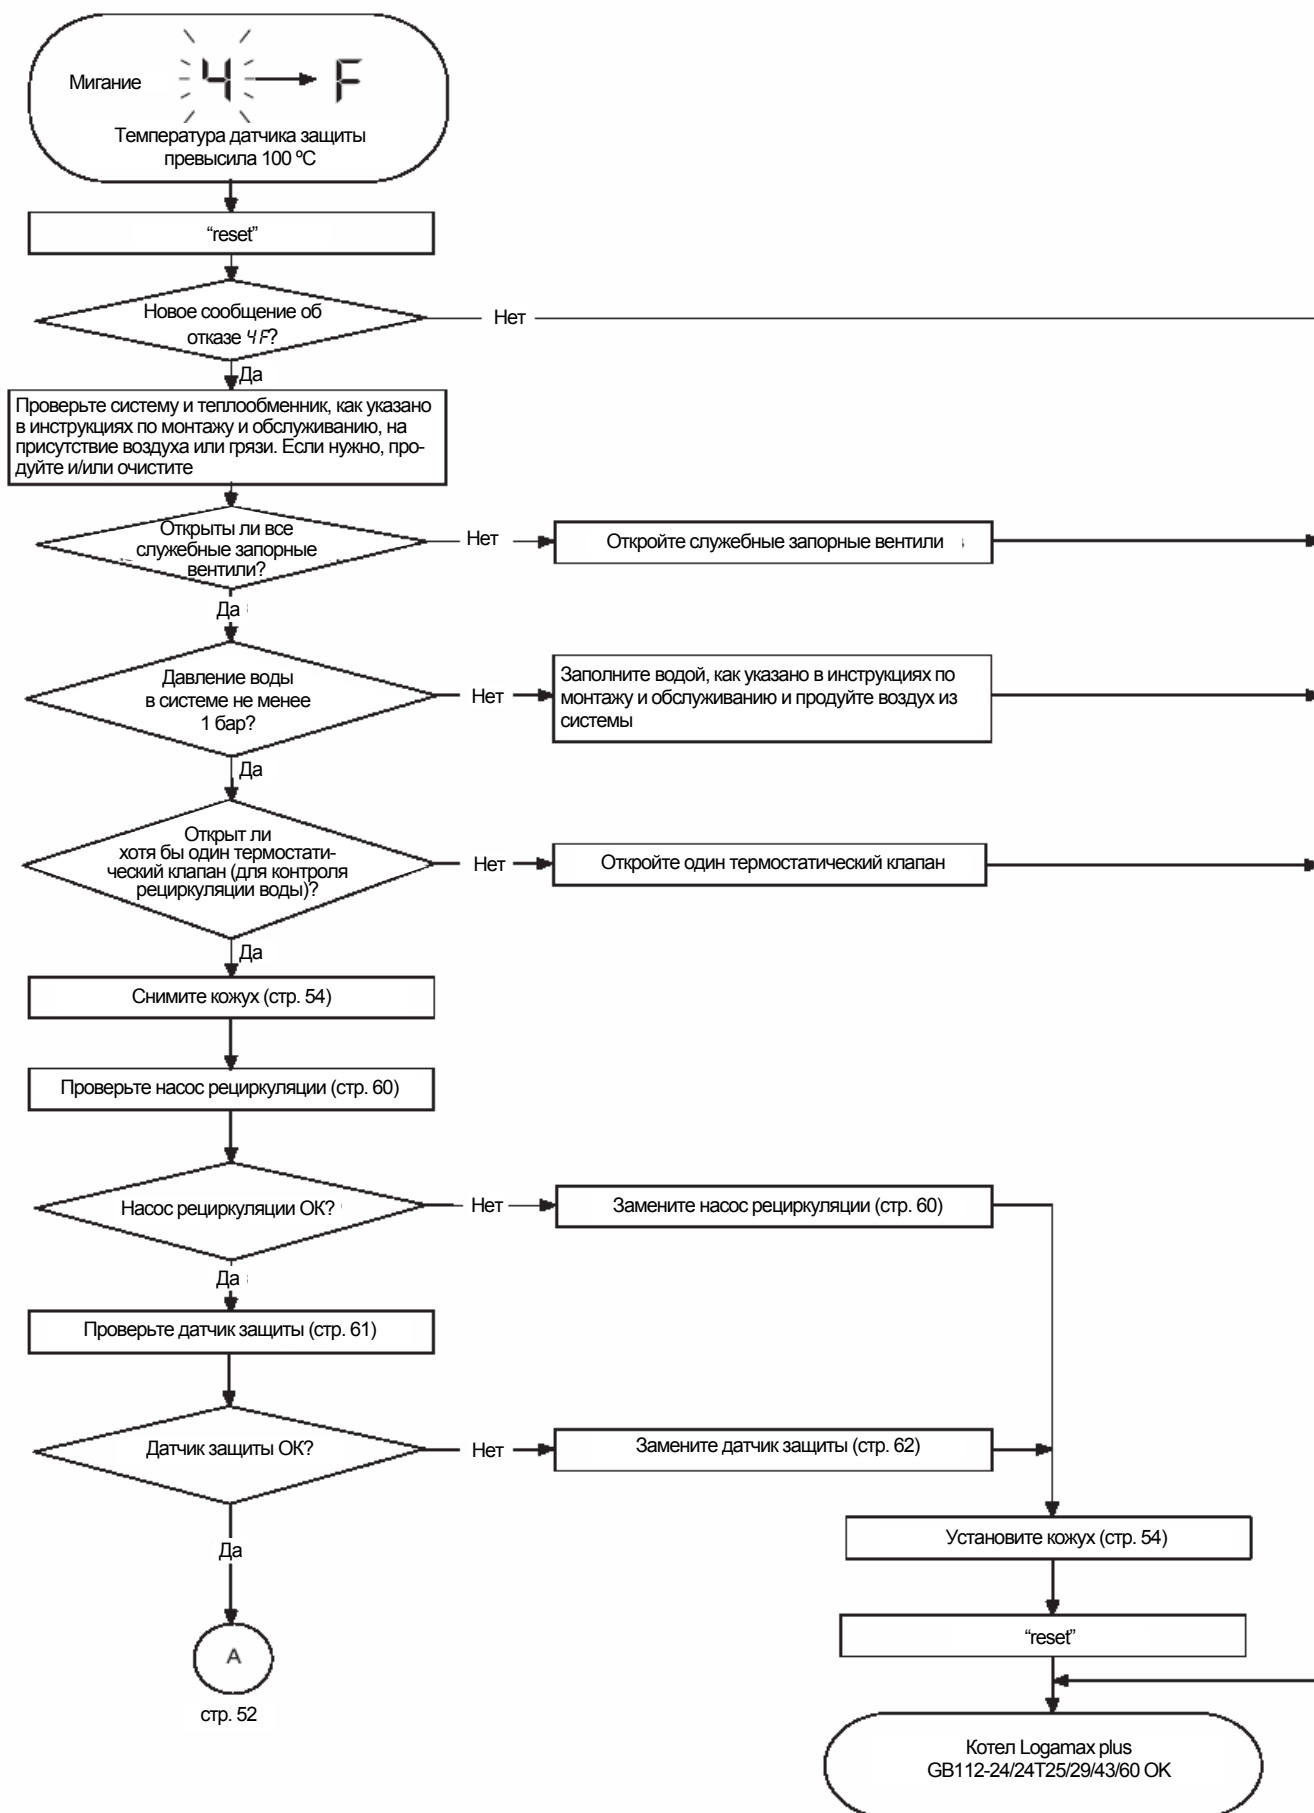 Мигание 4 F
Температура датчика защиты
превысила 100 ºC
“reset”
Новое сообщение об
отказе 4F?
Нет
Да
Проверьте систему и теплообменник, как указано
в инструкциях по монтажу и обслуживанию, на
присутствие воздуха или грязи. Если нужно, про-
дуйте и/или очистите
Открыты ли все
служебные запорные
вентили?
Нет
Откройте служебные запорные вентили
Да
Давление воды
в системе не менее
1 бар?
Нет
Заполните водой, как указано в инструкциях по
монтажу и обслуживанию и продуйте воздух из
системы
Да
Открыт ли
хотя бы один термостати-
ческий клапан (для контроля
рециркуляции воды)?
Нет
Откройте один термостатический клапан
Да
Снимите кожух (стр. 54)
Проверьте насос рециркуляции (стр. 60)
Насос рециркуляции ОК?
Нет
Замените насос рециркуляции (стр. 60)
Да
Проверьте датчик защиты (стр. 61)
Датчик защиты ОК?
Нет
Замените датчик защиты (стр. 62)
Да
Установите кожух (стр. 54)
“reset”
A
стр. 52
Котел Logamax plus
GB112-24/24T25/29/43/60 OK